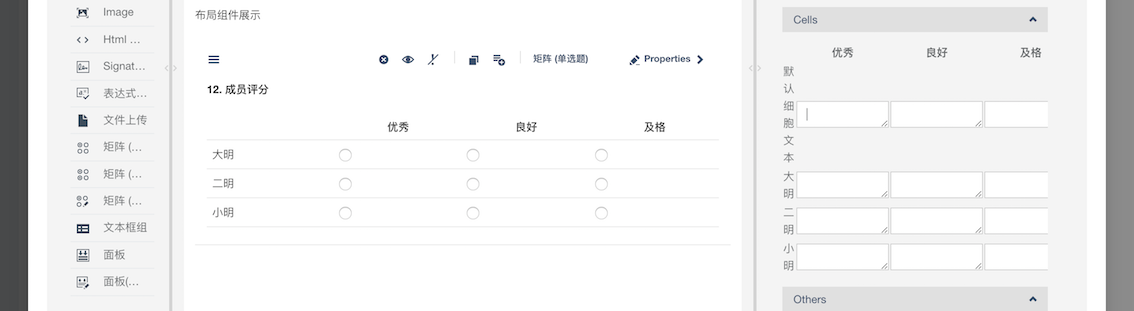 Image
Html ...
Signat...
表达式...
文件上传
矩阵 (...
矩阵 (...
矩阵 (...
文本框组
面板
面板(...
布局组件展示
矩阵 (单选题)
Properties
12. 成员评分
优秀 良好 及格
大明
二明
小明
Cells
优秀 良好 及格
默
认
细
胞
文
本
大
明
二
明
小
明
Others